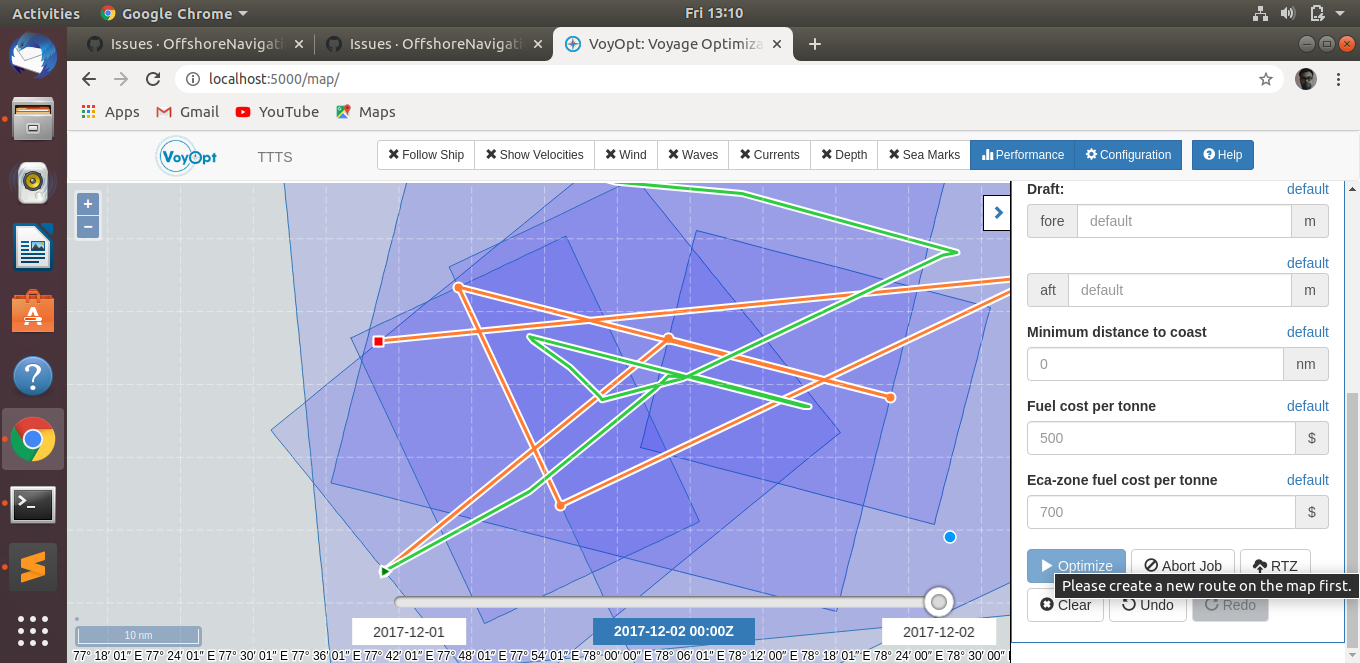 Activities Google Chrome Fri 13:10
Issues · OffshoreNavigati Issues · OffshoreNavigati VoyOpt: Voyage Optimiza
localhost:5000/map/
Apps Gmail YouTube Maps
VoyOpt TTTS Follow Ship Show Velocities Wind Waves Currents Depth Sea Marks Performance Configuration Help
+
−
Draft: default
fore default m
default
aft default m
Minimum distance to coast default
0 nm
Fuel cost per tonne default
500 $
Eca-zone fuel cost per tonne default
700 $
Optimize Abort Job RTZ
Please create a new route on the map first.
Clear Undo Redo
2017-12-01 2017-12-02 00:00Z 2017-12-02
10 nm
77° 18′ 01″ E 77° 24′ 01″ E 77° 30′ 01″ E 77° 36′ 01″ E 77° 42′ 01″ E 77° 48′ 01″ E 77° 54′ 01″ E 78° 00′ 00″ E 78° 06′ 01″ E 78° 12′ 00″ E 78° 18′ 01″ E 78° 24′ 00″ E 78° 30′ 00″ E